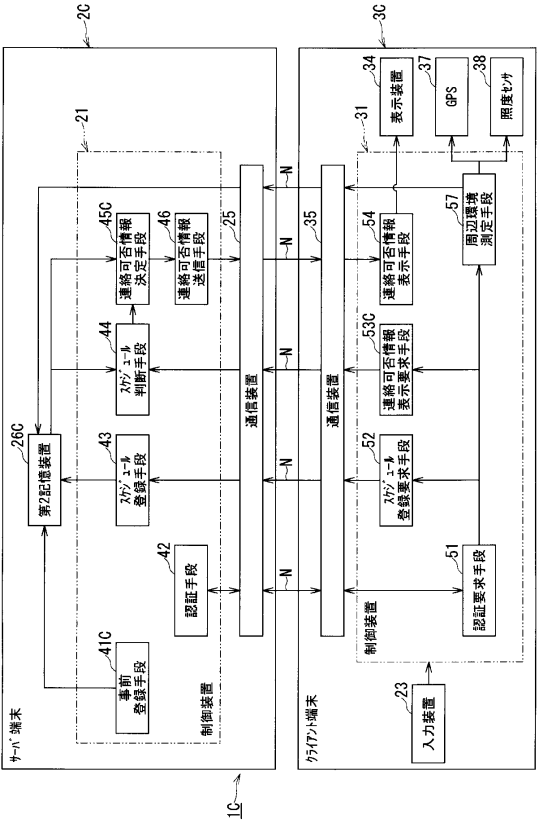 1C
サーバ端末
2C
26C
第2記憶装置
21
41C
事前
登録手段
42
認証手段
43
スケジュール
登録手段
44
スケジュール
判断手段
45C
連絡可否情報
決定手段
46
連絡可否情報
送信手段
制御装置
25
通信装置
N
N
N
N
N
クライアント端末
3C
35
通信装置
23
入力装置
制御装置
31
51
認証要求手段
52
スケジュール
登録要求手段
53C
連絡可否情報
表示要求手段
54
連絡可否情報
表示手段
57
周辺環境
測定手段
34
表示装置
37
GPS
38
照度センサ